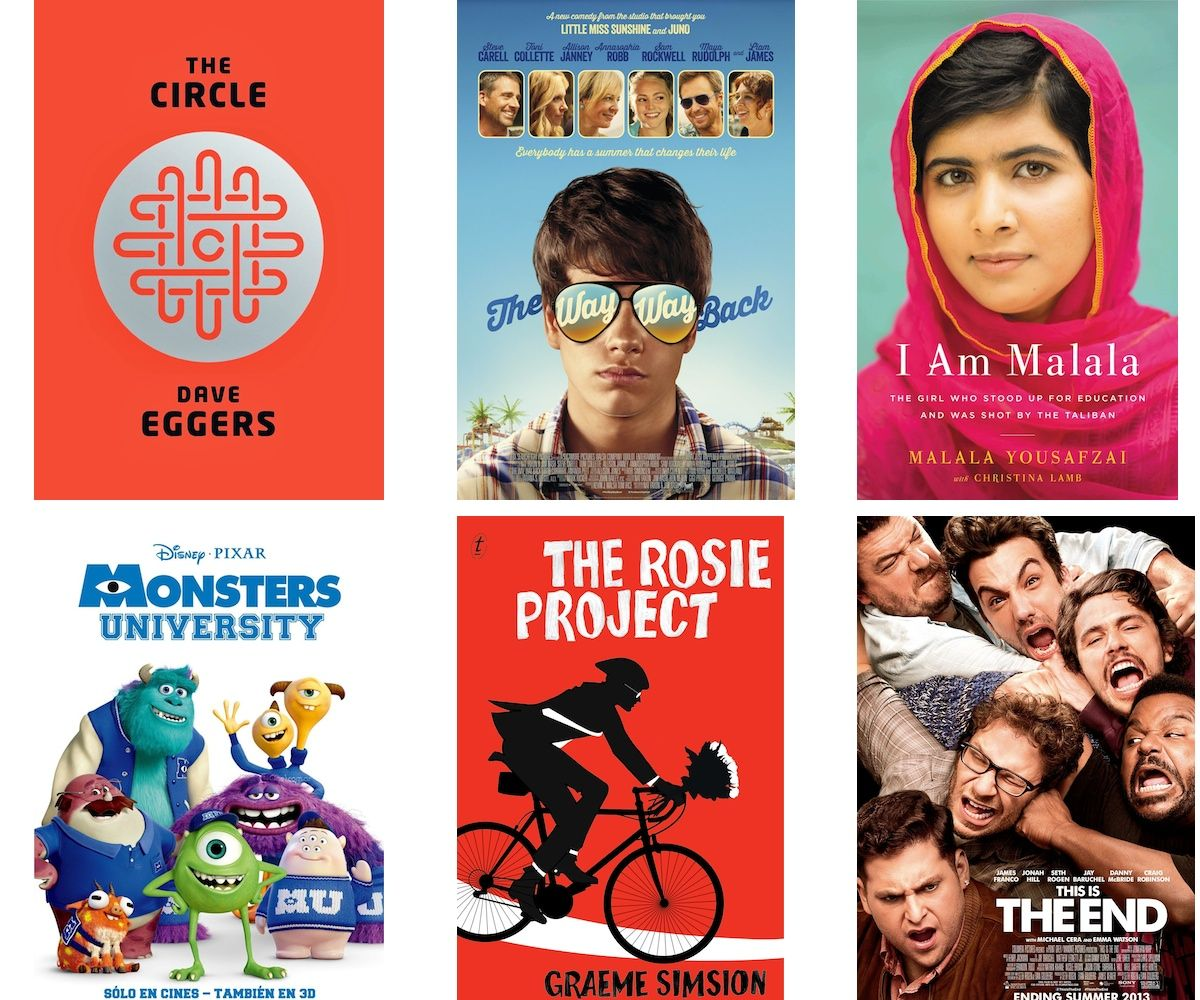 THE
CIRCLE
C
DAVE
EGGERS
A new comedy from the studio that brought you
LITTLE MISS SUNSHINE and JUNO
Steve CARELL Toni COLLETTE Allison JANNEY Annasophia ROBB Sam ROCKWELL Maya RUDOLPH and Liam JAMES
Everybody has a summer that changes their life
The Way Way Back
I Am Malala
THE GIRL WHO STOOD UP FOR EDUCATION
AND WAS SHOT BY THE TALIBAN
MALALA YOUSAFZAI
with CHRISTINA LAMB
Disney · PIXAR
MONSTERS
UNIVERSITY
MU
SÓLO EN CINES – TAMBIÉN EN 3D
t
THE ROSIE
PROJECT
GRAEME SIMSION
JAMES FRANCO JONAH HILL SETH ROGEN JAY BARUCHEL DANNY McBRIDE CRAIG ROBINSON
THIS IS
THE END
WITH MICHAEL CERA AND EMMA WATSON
SONY
ENDING SUMMER 2013